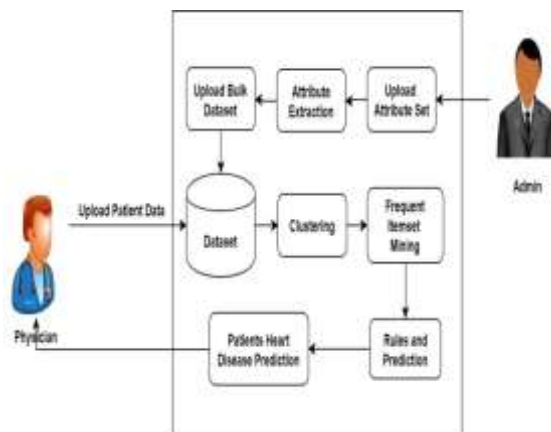 Upload Bulk
Dataset
Attribute
Extraction
Upload
Attribute Set
Admin
Upload Patient Data
Dataset
Clustering
Frequent
Itemset
Mining
Physician
Patients Heart
Disease Prediction
Rules and
Prediction